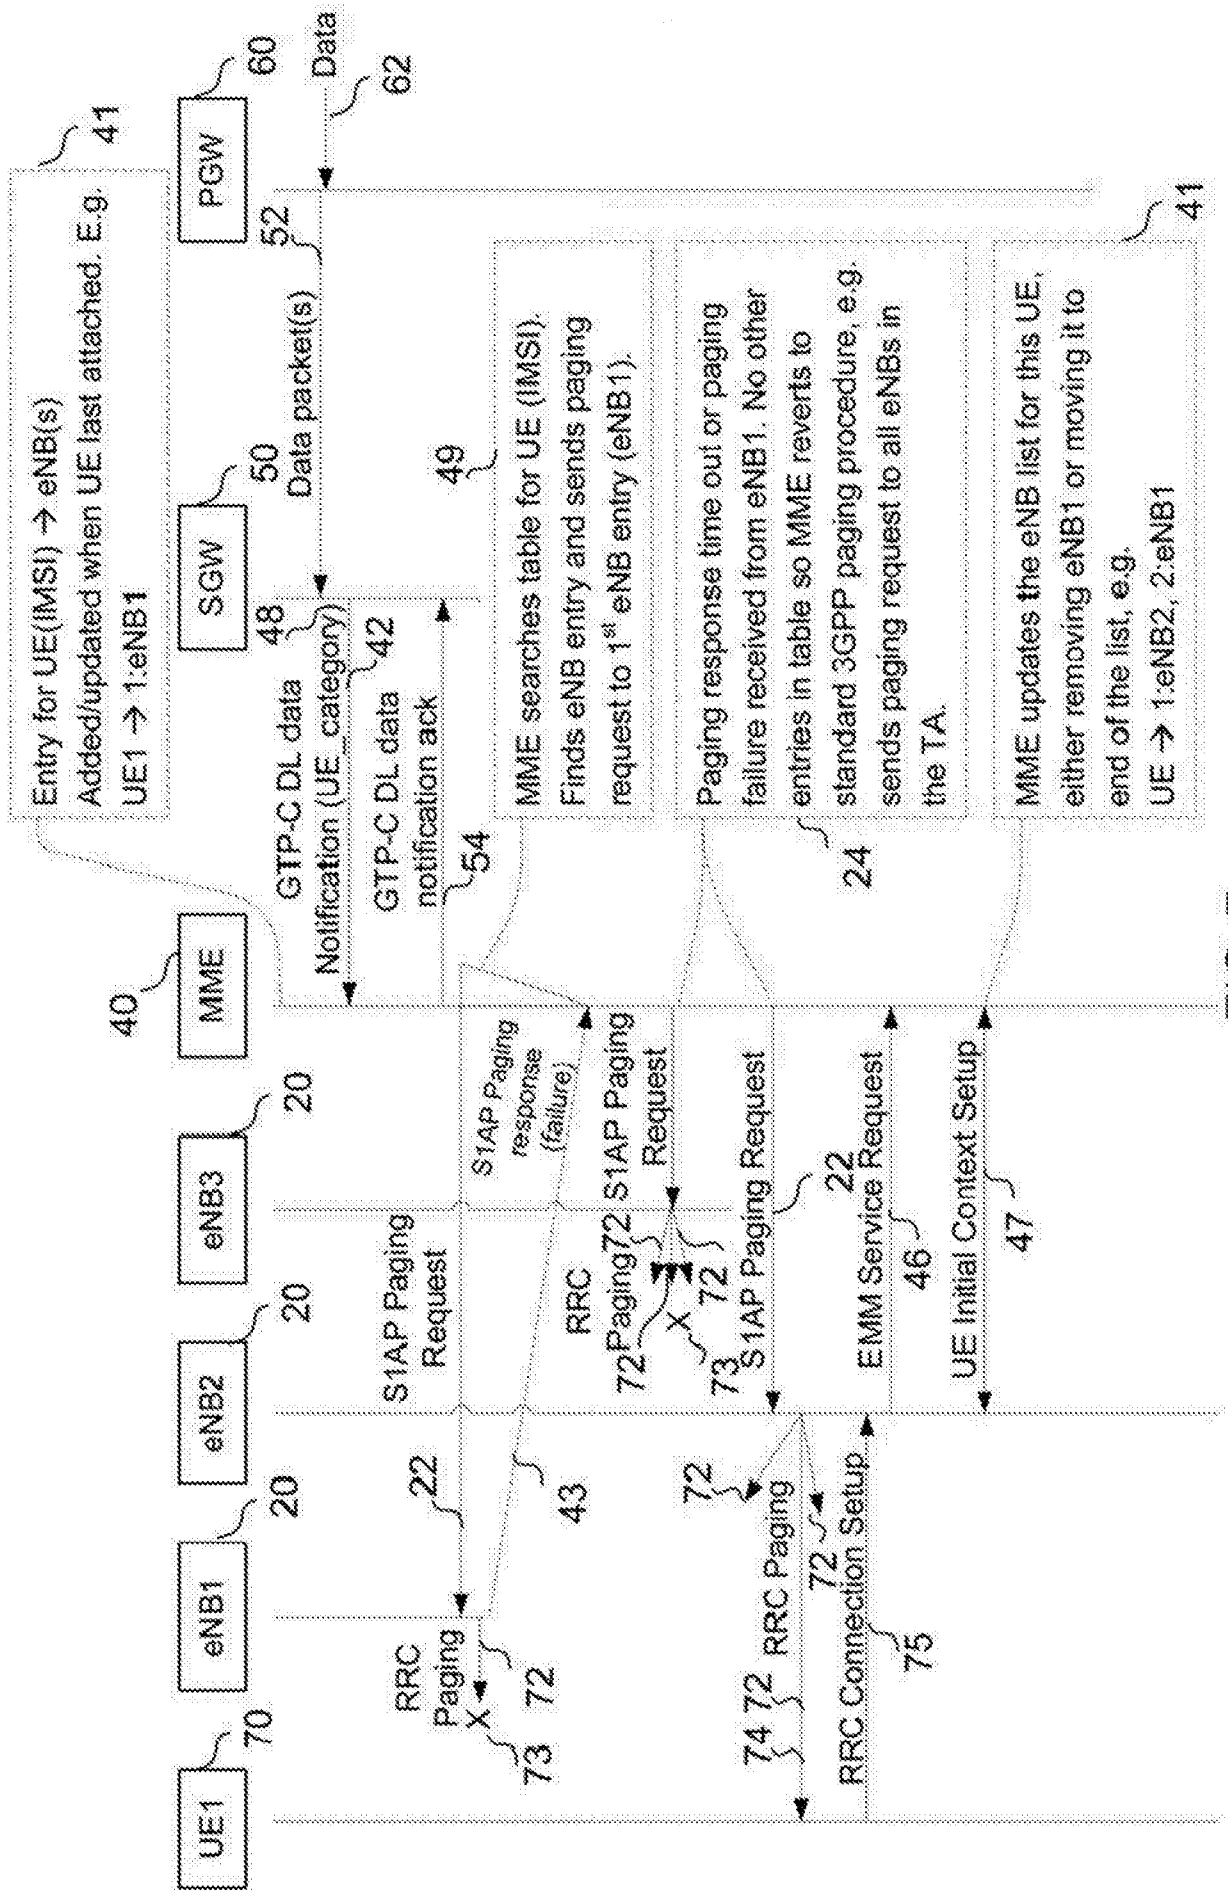 Entry for UE(IMSI) → eNB(s)
Added/updated when UE last attached. E.g.
UE1 → 1:eNB1
41
70
20
20
20
40
50
60
UE1
eNB1
eNB2
eNB3
MME
SGW
PGW
Data
62
52
Data packet(s)
48
GTP-C DL data
Notification (UE_category)
42
GTP-C DL data
notification ack
54
49
MME searches table for UE (IMSI).
Finds eNB entry and sends paging
request to 1st eNB entry (eNB1).
S1AP Paging
Request
22
RRC
Paging
X
72
73
S1AP Paging
response
(failure)
43
Paging response time out or paging
failure received from eNB1. No other
entries in table so MME reverts to
standard 3GPP paging procedure, e.g.
sends paging request to all eNBs in
the TA.
24
S1AP Paging
Request
RRC
Paging
72
72
72
X
73
S1AP Paging Request
22
72
RRC Paging
74
72
72
RRC Connection Setup
75
EMM Service Request
46
UE Initial Context Setup
47
MME updates the eNB list for this UE,
either removing eNB1 or moving it to
end of the list, e.g.
UE → 1:eNB2, 2:eNB1
41